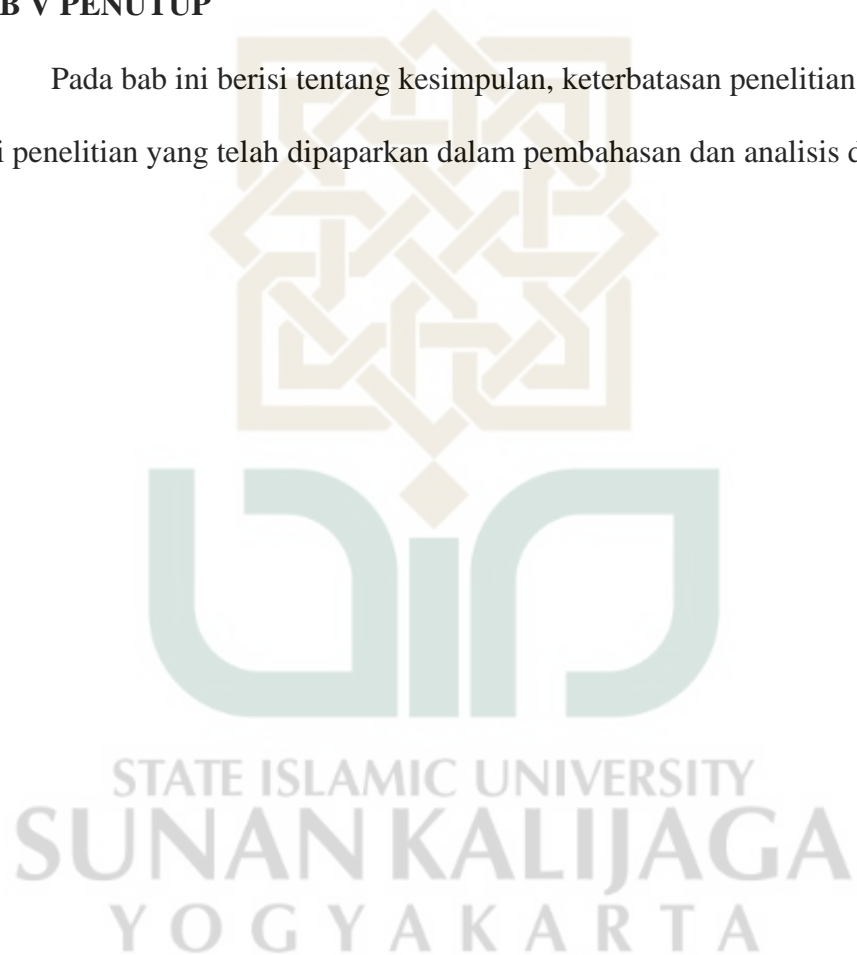 B V PENUTUP
Pada bab ini berisi tentang kesimpulan, keterbatasan penelitian
i penelitian yang telah dipaparkan dalam pembahasan dan analisis d
STATE ISLAMIC UNIVERSITY
SUNAN KALIJAGA
YOGYAKARTA